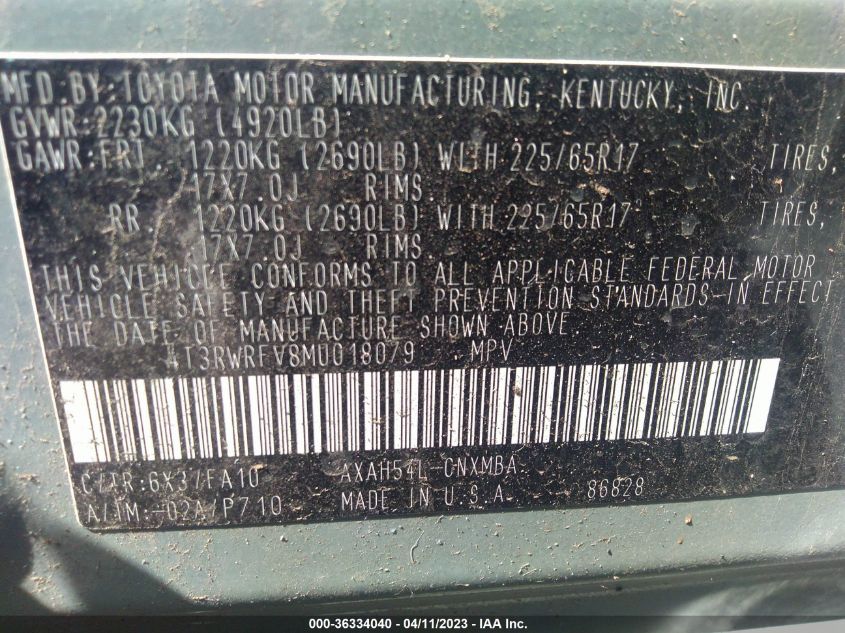 MFD.BY:TOYOTA MOTOR MANUFACTURING, KENTUCKY, INC.
GVWR:2230KG (4920LB)
GAWR:FRT. 1220KG (2690LB) WITH 225/65R17 TIRES,
17X7.0J RIMS.
RR. 1220KG (2690LB) WITH 225/65R17 TIRES,
17X7.0J RIMS.
THIS VEHICLE CONFORMS TO ALL APPLICABLE FEDERAL MOTOR
VEHICLE SAFETY AND THEFT PREVENTION STANDARDS IN EFFECT
THE DATE OF MANUFACTURE SHOWN ABOVE.
4T3RWRFV8MU018079 MPV
C/TR:6X3/FA10 AXAH54L-CNXMBA
A/TM:-02A/P710 MADE IN U.S.A. 86828
000-36334040 - 04/11/2023 - IAA Inc.